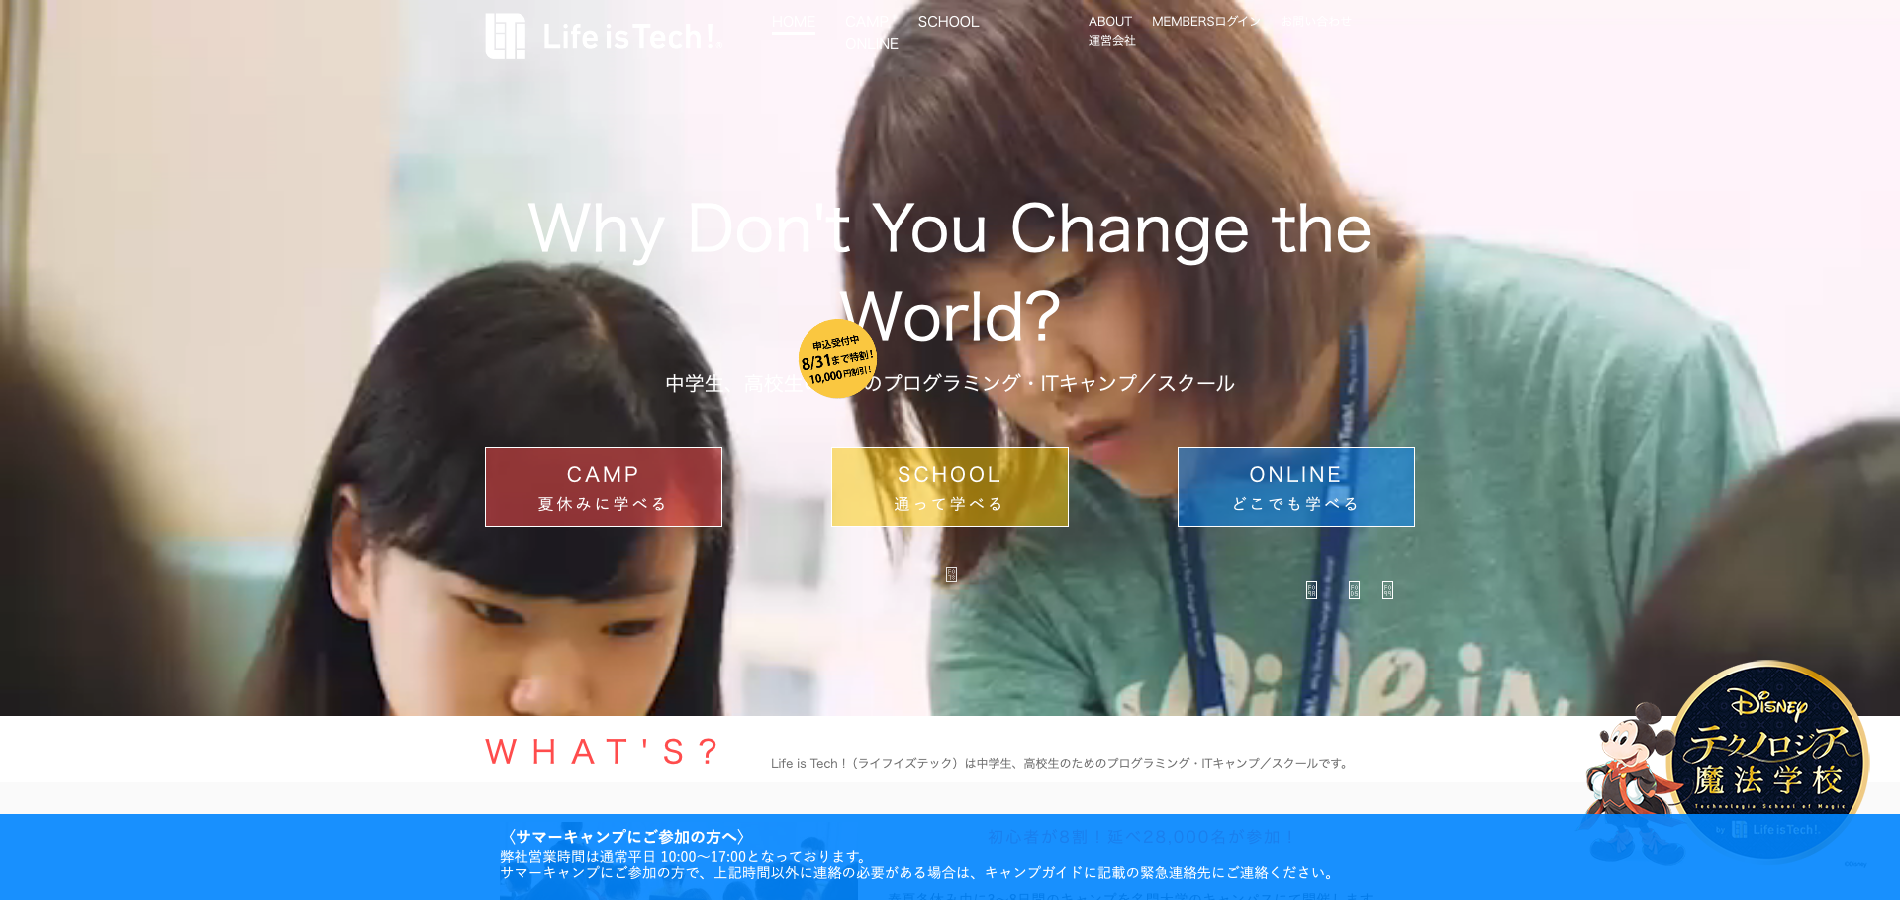 Life is Tech!
HOME
CAMP
SCHOOL
ONLINE
ABOUT
MEMBERSログイン
お問い合わせ
運営会社
Why Don't You Change the
World?
申込受付中
8/31まで特割!
10,000円割引!
中学生、高校生のプログラミング・ITキャンプ／スクール
CAMP
夏休みに学べる
SCHOOL
通って学べる
ONLINE
どこでも学べる
Life is
WHAT'S?
Life is Tech !（ライフイズテック）は中学生、高校生のためのプログラミング・ITキャンプ／スクールです。
Disney
テクノロジア
魔法学校
Technologia School of Magic
by Life is Tech!
初心者が8割！延べ28,000名が参加！
〈サマーキャンプにご参加の方へ〉
弊社営業時間は通常平日 10:00〜17:00となっております。
サマーキャンプにご参加の方で、上記時間以外に連絡の必要がある場合は、キャンプガイドに記載の緊急連絡先にご連絡ください。